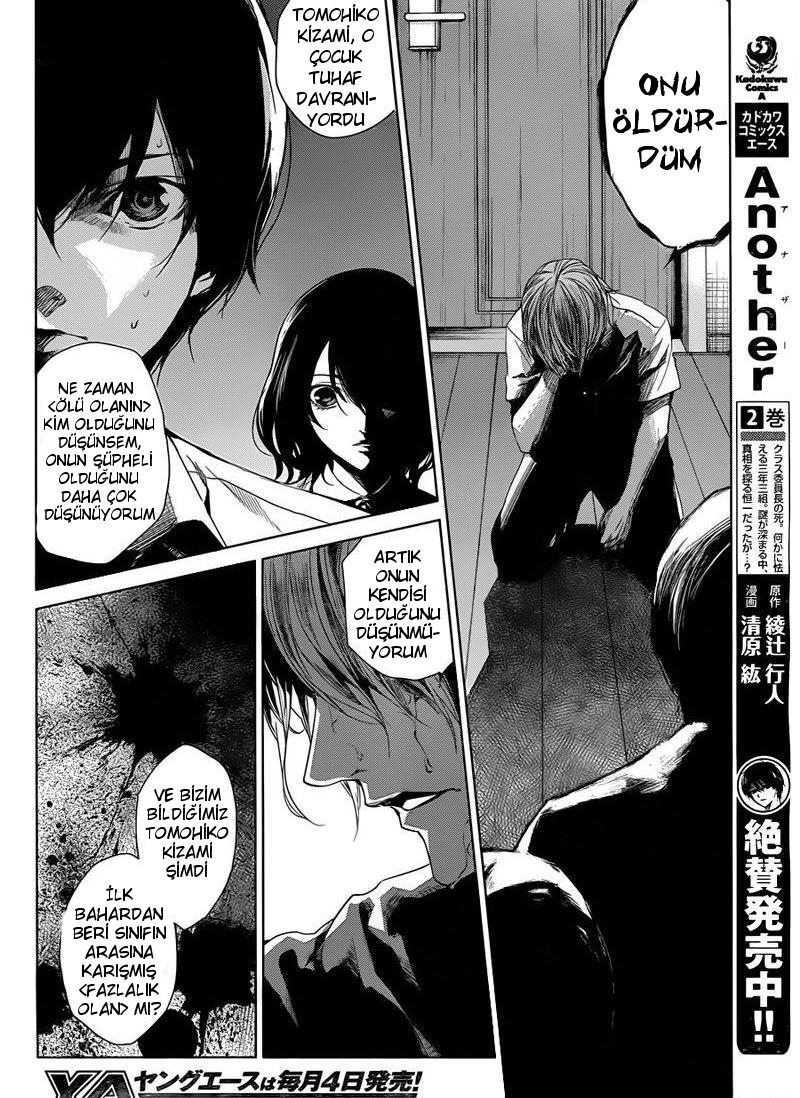 ONU
ÖLDÜR-
DÜM
TOMOHİKO
KİZAMİ, O
ÇOCUK
TUHAF
DAVRANI-
YORDU
NE ZAMAN
<ÖLÜ OLANIN>
KİM OLDUĞUNU
DÜŞÜNSEM,
ONUN ŞÜPHELİ
OLDUĞUNU
DAHA ÇOK
DÜŞÜNÜYORUM
ARTIK
ONUN
KENDİSİ
OLDUĞUNU
DÜŞÜNMÜ-
YORUM
VE BİZİM
BİLDİĞİMİZ
TOMOHİKO
KİZAMİ
ŞİMDİ
İLK
BAHARDAN
BERİ SINIFIN
ARASINA
KARIŞMIŞ
<FAZLALIK
OLAN> MI?
Kadokawa
Comics
A
カドカワ
コミックス
エース
Another
アナザー
2巻
クラス委員長の死。何かに怯
える三年三組。謎が深まる中、
真相を探る恒一だったが…?
原作 綾辻行人
漫画 清原紘
絶賛発売中!!
YA ヤングエースは毎月4日発売!